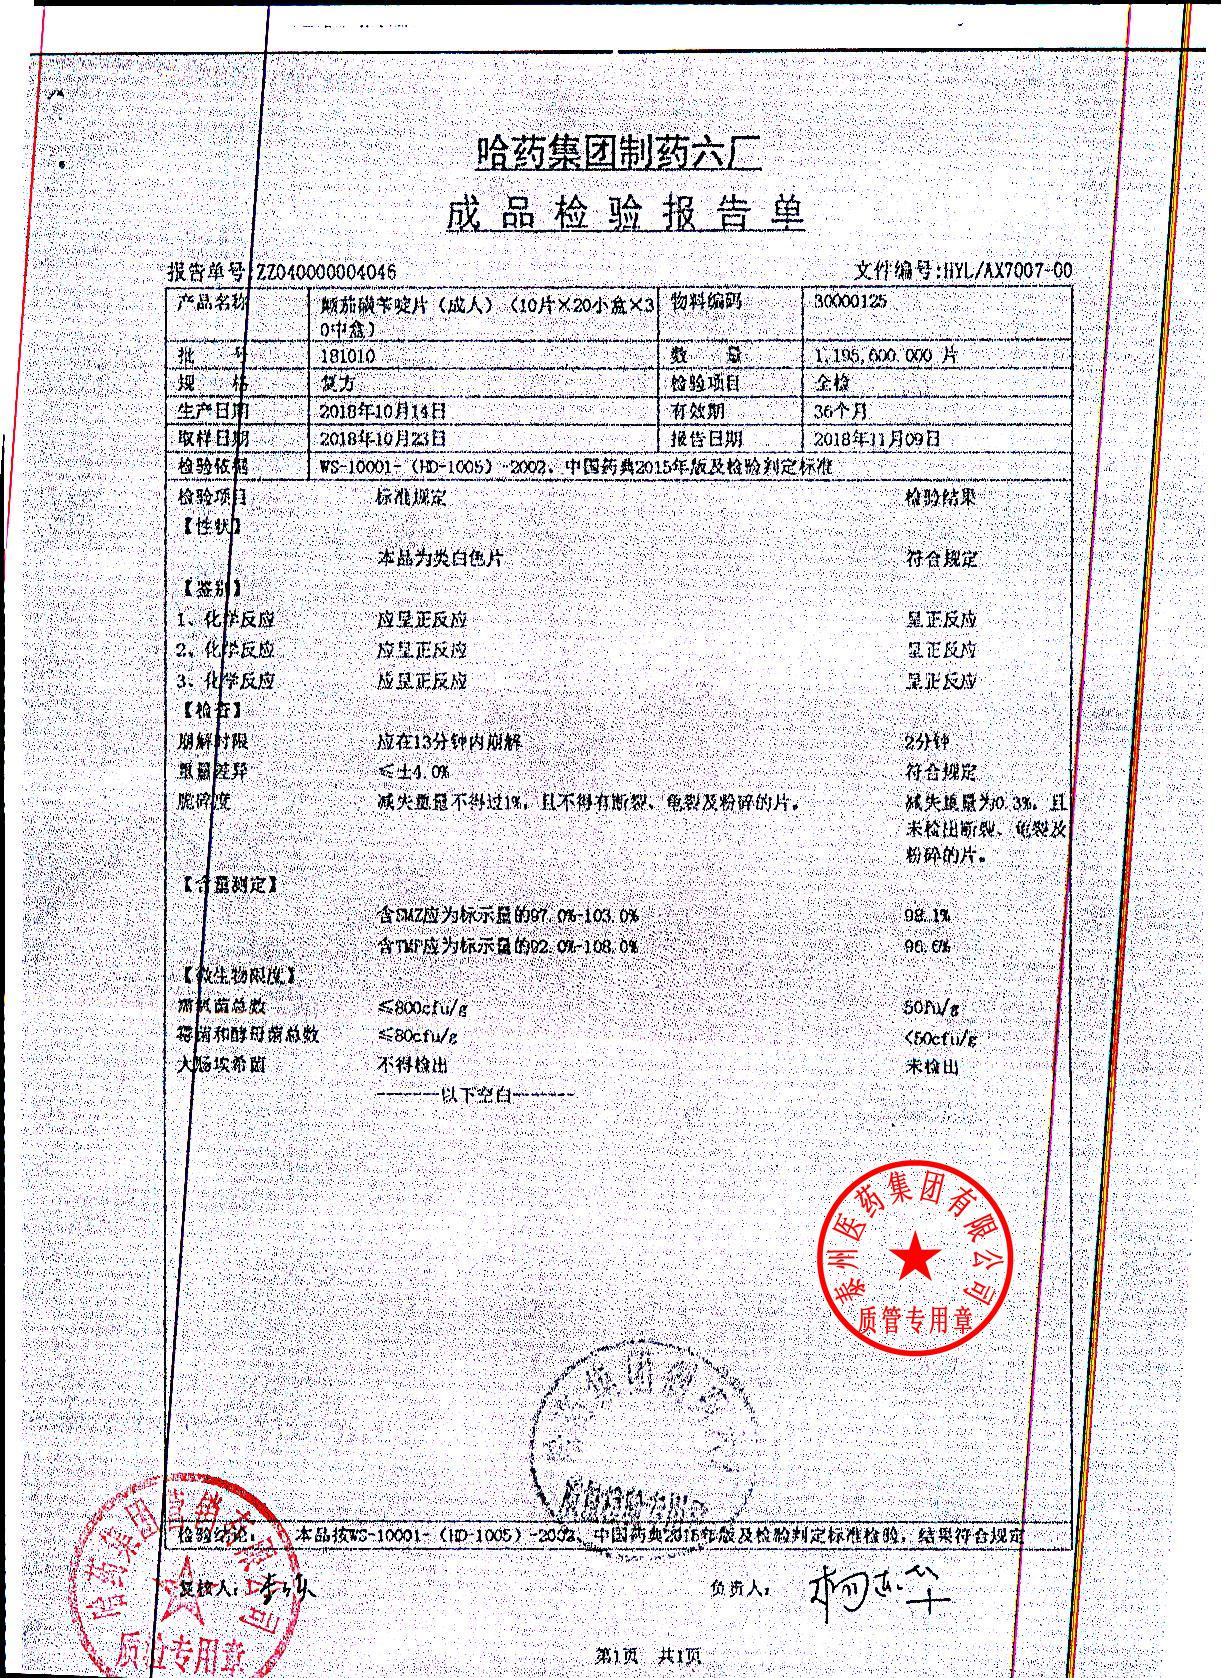 哈药集团制药六厂
成品检验报告单
报告单号:ZZ040000004046 文件编号:HYL/AX7007-00
产品名称 颠茄磺苄啶片（成人）（10片×20小盒×3 物料编码 30000125
0中盒）
批 号 181010 数 量 1,195,600.000 片
规 格 复方 检验项目 全检
生产日期 2018年10月14日 有效期 36个月
取样日期 2018年10月23日 报告日期 2018年11月09日
检验依据 WS-10001-（HD-1005）-2002、中国药典2015年版及检验判定标准
检验项目 标准规定 检验结果
【性状】
本品为类白色片 符合规定
【鉴别】
1、化学反应 应呈正反应 呈正反应
2、化学反应 应呈正反应 呈正反应
3、化学反应 应呈正反应 呈正反应
【检查】
崩解时限 应在13分钟内崩解 2分钟
重量差异 ≤±4.0% 符合规定
脆碎度 减失重量不得过1%，且不得有断裂、龟裂及粉碎的片。 减失重量为0.3%，且
未检出断裂、龟裂及
粉碎的片。
【含量测定】
含SMZ应为标示量的97.0%-103.0% 98.1%
含TMP应为标示量的92.0%-108.0% 96.6%
【微生物限度】
需氧菌总数 ≤800cfu/g 50fu/g
霉菌和酵母菌总数 ≤80cfu/g <50cfu/g
大肠埃希菌 不得检出 未检出
-------以下空白-------
泰州医药集团有限公司
质管专用章
检验结论： 本品按WS-10001-（HD-1005）-2002、中国药典2015年版及检验判定标准检验，结果符合规定
哈药集团营销有限公司
质检专用章
复核人： 负责人：
第1页 共1页